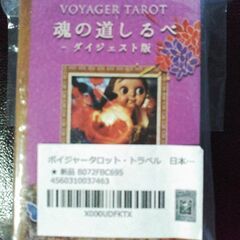 VOYAGER TAROT
魂の道しるべ
- ダイジェスト版 -
ボイジャータロット・トラベル 日本…
★ 新品 B072FBC695
4560310037463
X000UDFKTX